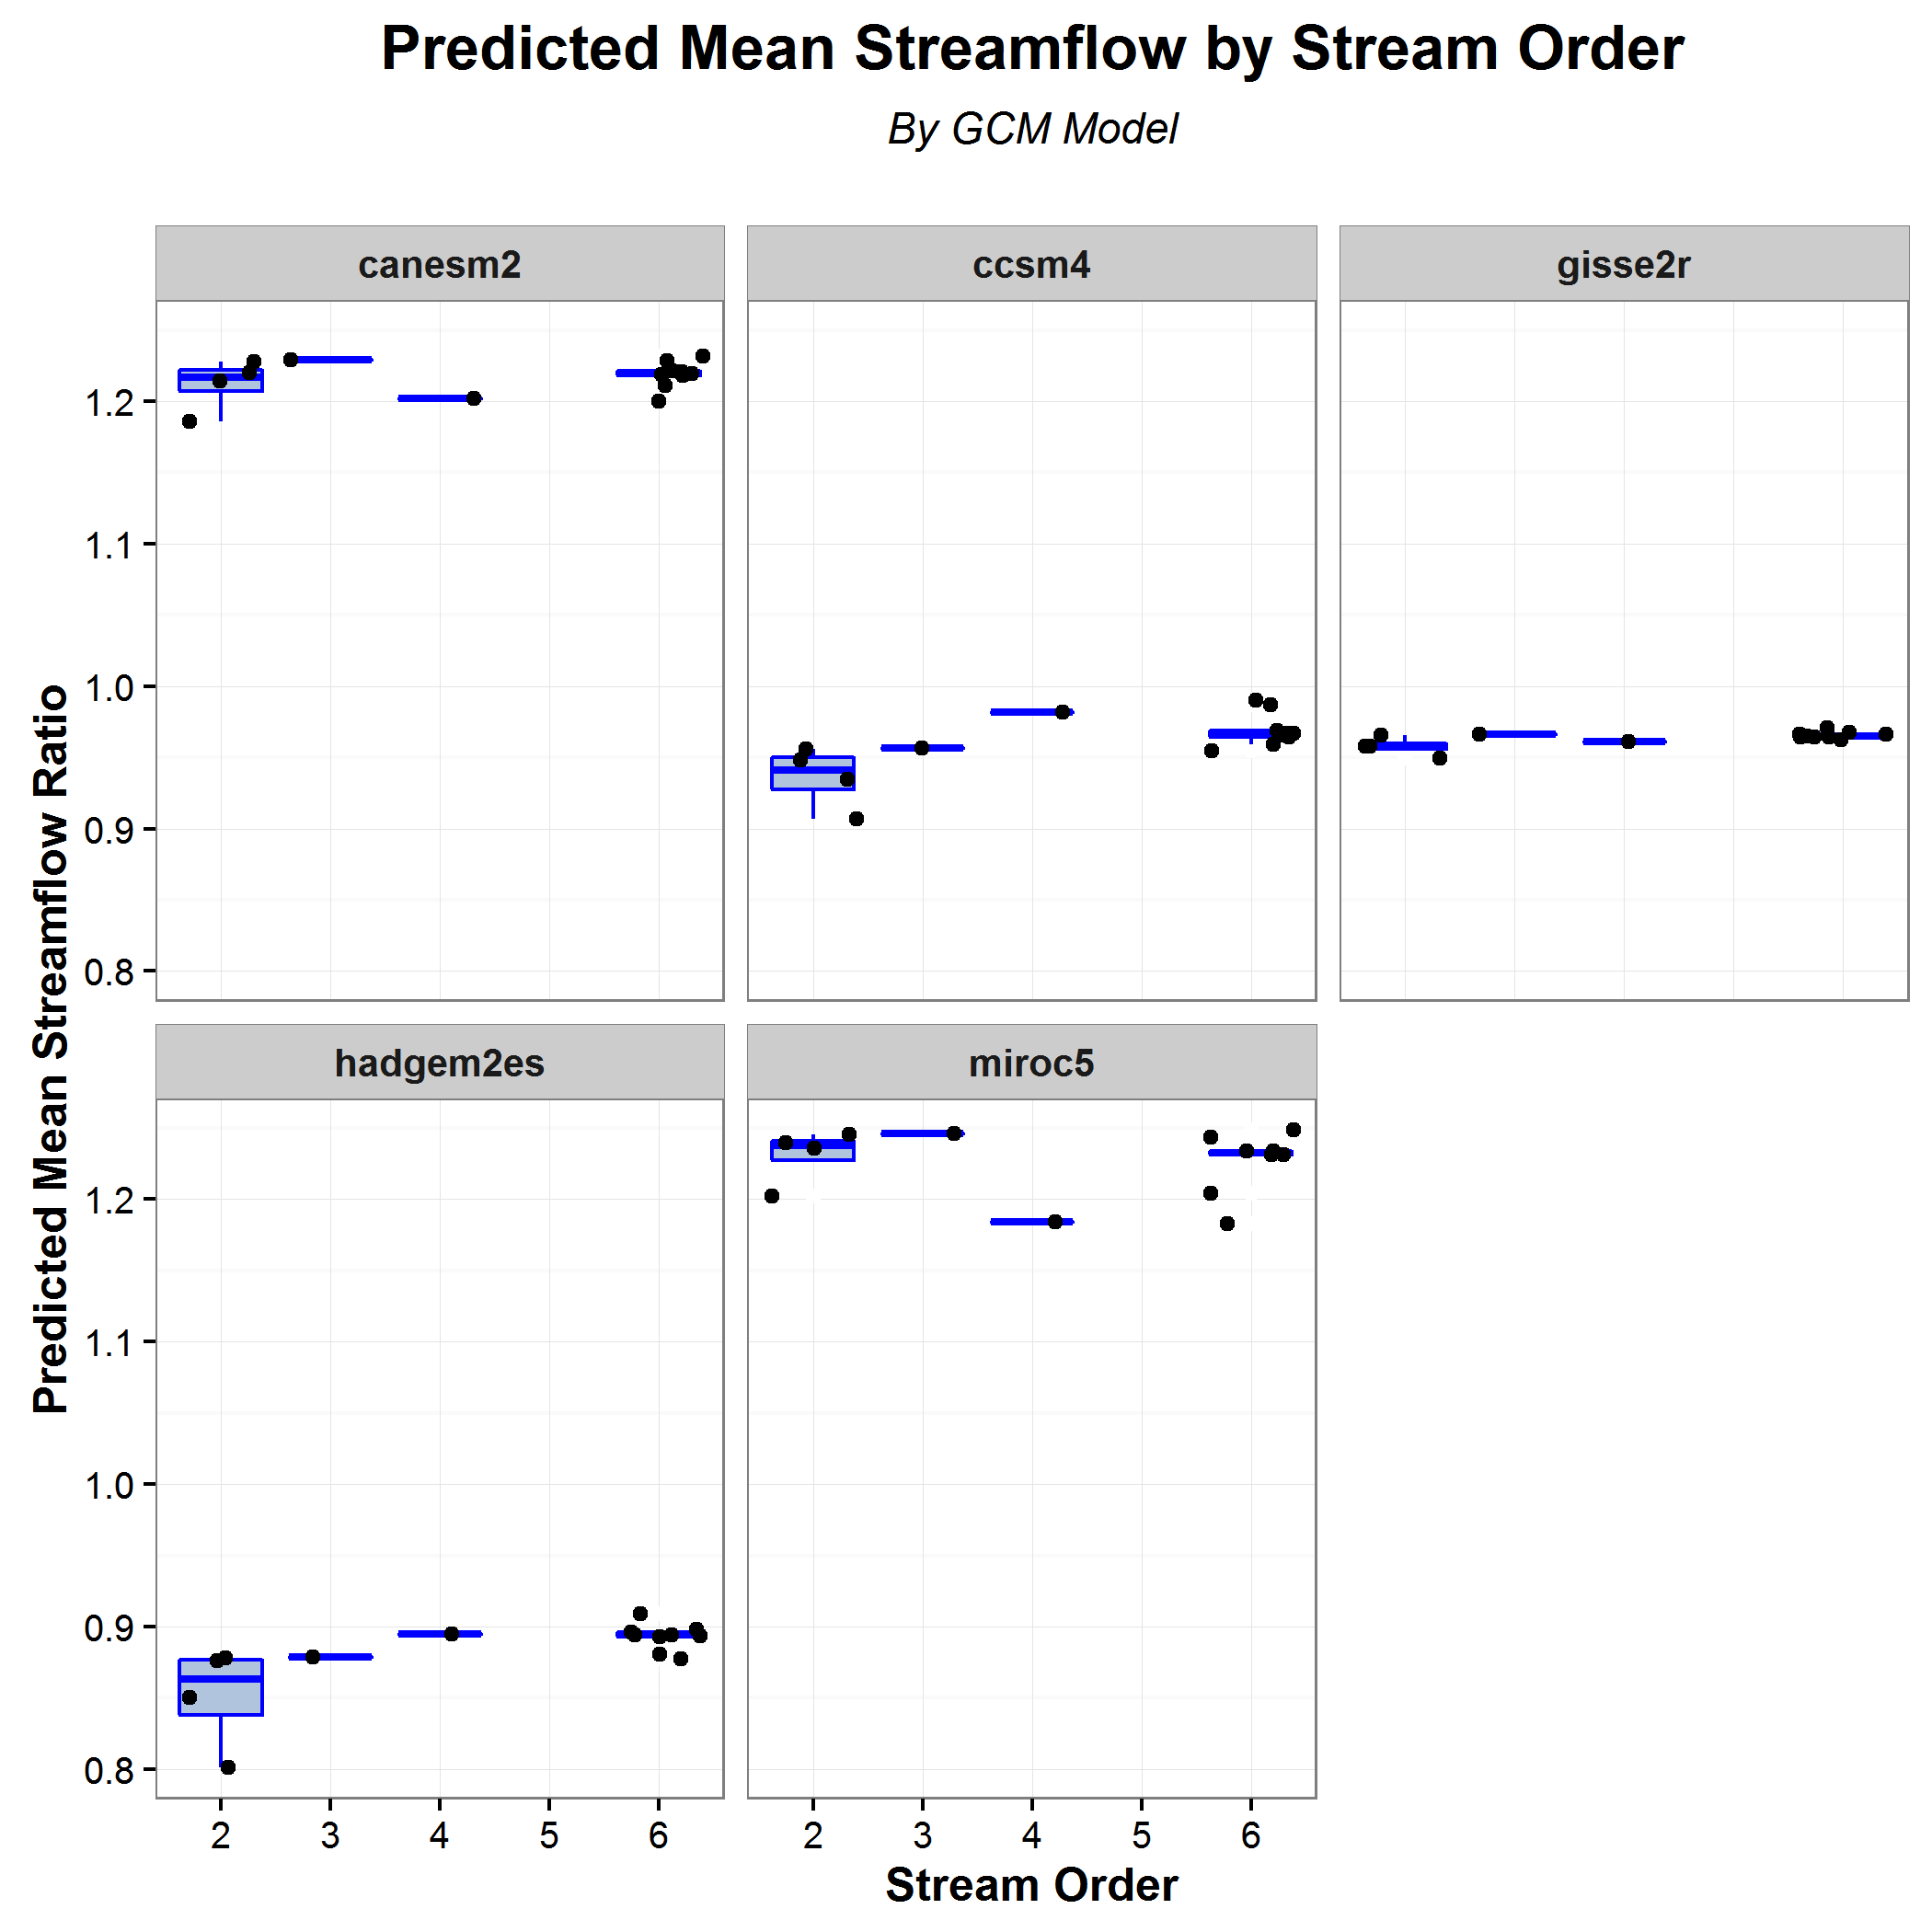 Predicted Mean Streamflow by Stream Order
By GCM Model
canesm2
ccsm4
gisse2r
1.2
1.1
1.0
0.9
0.8
Predicted Mean Streamflow Ratio
hadgem2es
miroc5
1.2
1.1
1.0
0.9
0.8
2 3 4 5 6
2 3 4 5 6
Stream Order